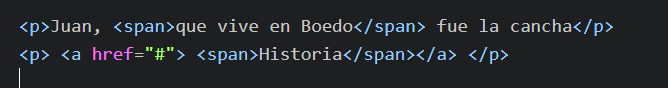 <p>Juan, <span>que vive en Boedo</span> fue la cancha</p>
<p> <a href="#"> <span>Historia</span></a> </p>